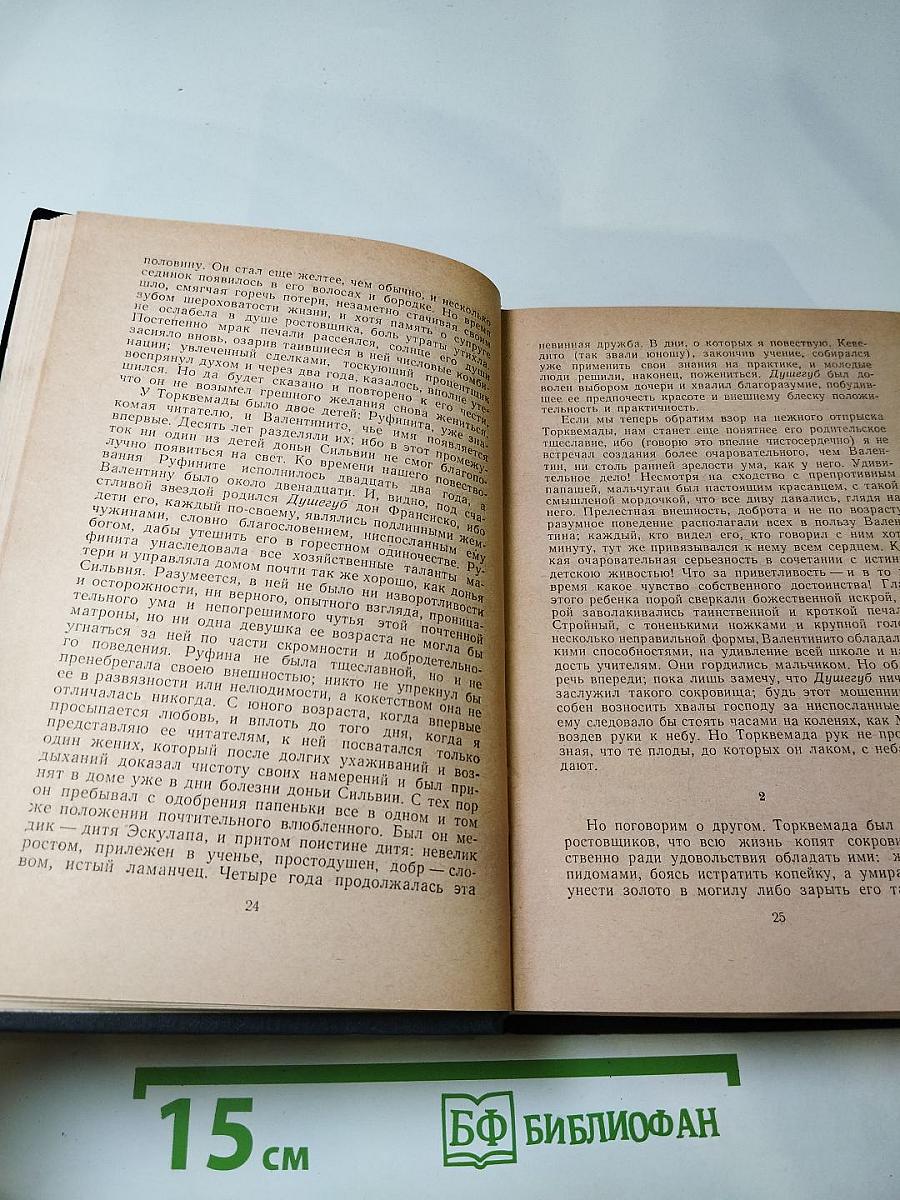 половину. Он стал еще желтее, чем обычно, и несколько
сединок появилось в его волосах и бородке. Но время
шло, смягчая горечь потери, незаметно стачивая своим
зубом шероховатости жизни, и хотя память о супруге
не ослабела в душе ростовщика, боль утраты утихла.
Постепенно мрак печали рассеялся, солнце его души
засияло вновь, озарив таившиеся в ней числовые комби-
нации; увлеченный сделками, тоскующий процентщик
воспрянул духом и через два года, казалось, вполне уте-
шился. Но да будет сказано и повторено к его чести,
что он не возымел грешного желания снова жениться.
У Торквемады было двое детей: Руфинита, уже зна-
комая читателю, и Валентинито, чье имя появляется
впервые. Десять лет разделяли их; ибо в этот промежу-
ток ни один из детей доньи Сильвии не смог благопо-
лучно появиться на свет. Ко времени нашего повество-
вания Руфините исполнилось двадцать два года, а
Валентину было около двенадцати. И, видно, под сча-
стливой звездой родился Душегуб дон Франсиско, ибо
дети его, каждый по-своему, являлись подлинными жем-
чужинами, словно благословением, ниспосланным ему
богом, дабы утешить его в горестном одиночестве. Ру-
финита унаследовала все хозяйственные таланты ма-
тери и управляла домом почти так же хорошо, как донья
Сильвия. Разумеется, в ней не было ни изворотливости
и осторожности, ни верного, опытного взгляда, проница-
тельного ума и непогрешимого чутья этой почтенной
матроны, но ни одна девушка ее возраста не могла бы
угнаться за ней по части скромности и добродетельно-
го поведения. Руфина не была тщеславной, но и не
пренебрегала своею внешностью; никто не упрекнул бы
ее в развязности или нелюдимости, а кокетством она не
отличалась никогда. С юного возраста, когда впервые
просыпается любовь, и вплоть до того дня, когда я
представляю ее читателям, к ней посватался только
один жених, который после долгих ухаживаний и воз-
дыханий доказал чистоту своих намерений и был при-
нят в доме уже в дни болезни доньи Сильвии. С тех пор
он пребывал с одобрения папеньки все в одном и том
же положении почтительного влюбленного. Был он ме-
дик — дитя Эскулапа, и притом поистине дитя: невелик
ростом, прилежен в ученье, простодушен, добр — сло-
вом, истый ламанчец. Четыре года продолжалась эта
24
невинная дружба. В дни, о которых я повествую, Кеве-
дито (так звали юношу), закончив учение, собирался
уже применить свои знания на практике, и молодые
люди решили, наконец, пожениться. Душегуб был до-
волен выбором дочери и хвалил благоразумие, побудив-
шее ее предпочесть красоте и внешнему блеску положи-
тельность и практичность.
Если мы теперь обратим взор на нежного отпрыска
Торквемады, нам станет еще понятнее его родительское
тщеславие, ибо (говорю это вполне чистосердечно) я не
встречал создания более очаровательного, чем Вален-
тин, ни столь ранней зрелости ума, как у него. Удиви-
тельное дело! Несмотря на сходство с препротивным
папашей, мальчуган был настоящим красавцем, с такой
смышленой мордочкой, что все диву давались, глядя на
него. Прелестная внешность, доброта и не по возрасту
разумное поведение располагали всех в пользу Вален
тина; каждый, кто видел его, кто говорил с ним хот
минуту, тут же привязывался к нему всем сердцем. К
кая очаровательная серьезность в сочетании с истин
детскою живостью! Что за приветливость — и в то
время какое чувство собственного достоинства! Гла
этого ребенка порой сверкали божественной искрой,
рой заволакивались таинственной и кроткой печал
Стройный, с тоненькими ножками и крупной голо
несколько неправильной формы, Валентинито обладал
кими способностями, на удивление всей школе и на
дость учителям. Они гордились мальчиком. Но об
речь впереди; пока лишь замечу, что Душегуб нич
заслужил такого сокровища; будь этот мошенни
собен возносить хвалы господу за ниспосланные
ему следовало бы стоять часами на коленях, как М
воздев руки к небу. Но Торквемада рук не про
зная, что те плоды, до которых он лаком, с неб
дают.
2
Но поговорим о другом. Торквемада был
ростовщиков, что всю жизнь копят сокрови
ственно ради удовольствия обладать ими; ж
пидомами, боясь истратить копейку, а умира
унести золото в могилу либо зарыть его та
25
15 см
БФ БИБЛИОФАН